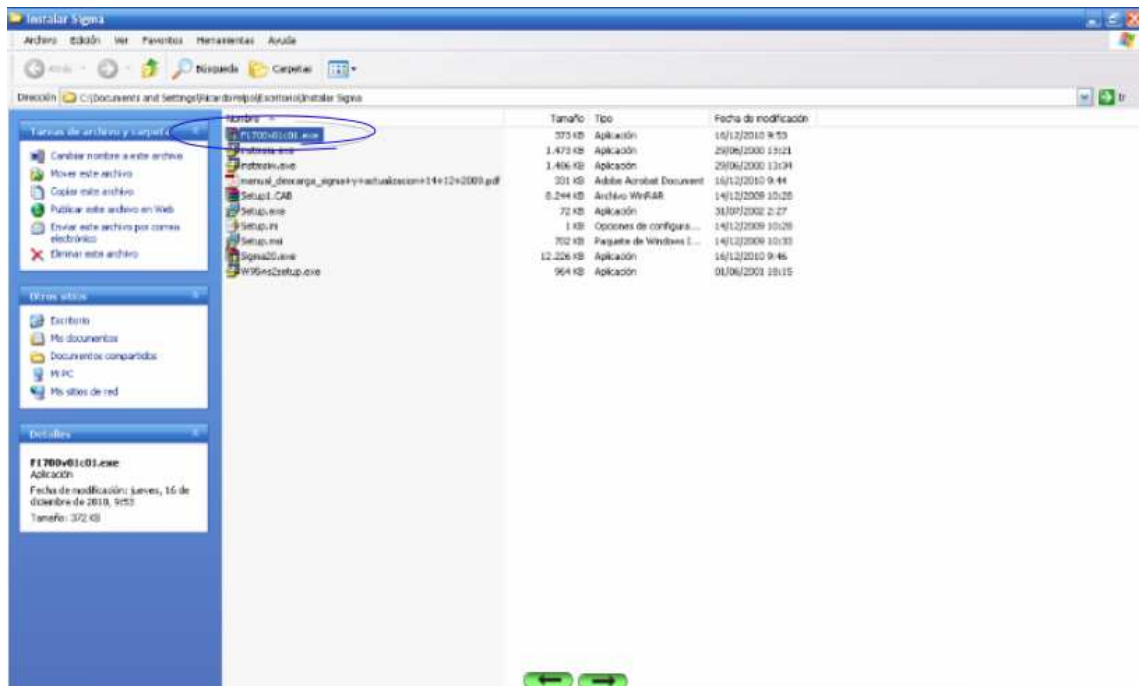 Instalar Sigma
Archivo Edición Ver Favoritos Herramientas Ayuda
Atrás Búsqueda Carpetas
Dirección C:\Documents and Settings\ \Escritorio\Instalar Sigma Ir
Nombre Tamaño Tipo Fecha de modificación
F1700v01c01.exe 373 KB Aplicación 16/12/2010 9:53
1.473 KB Aplicación 29/06/2000 13:21
1.486 KB Aplicación 29/06/2000 13:34
manual_descarga_sigma+y+actualizacion+14+12+2009.pdf 331 KB Adobe Acrobat Document 16/12/2010 9:44
Setup1.CAB 8.244 KB Archivo WinRAR 14/12/2009 10:28
Setup.exe 72 KB Aplicación 31/07/2002 2:27
Setup.ini 1 KB Opciones de configura... 14/12/2009 10:28
Setup.msi 702 KB Paquete de Windows I... 14/12/2009 10:33
Sigma20.exe 12.226 KB Aplicación 16/12/2010 9:46
W95ws2setup.exe 964 KB Aplicación 01/06/2001 18:15
Tareas de archivo y carpeta
Cambiar nombre a este archivo
Mover este archivo
Copiar este archivo
Publicar este archivo en Web
Enviar este archivo por correo
electrónico
Eliminar este archivo
Otros sitios
Escritorio
Mis documentos
Documentos compartidos
Mi PC
Mis sitios de red
Detalles
F1700v01c01.exe
Aplicación
Fecha de modificación: jueves, 16 de
diciembre de 2010, 9:53
Tamaño: 372 KB